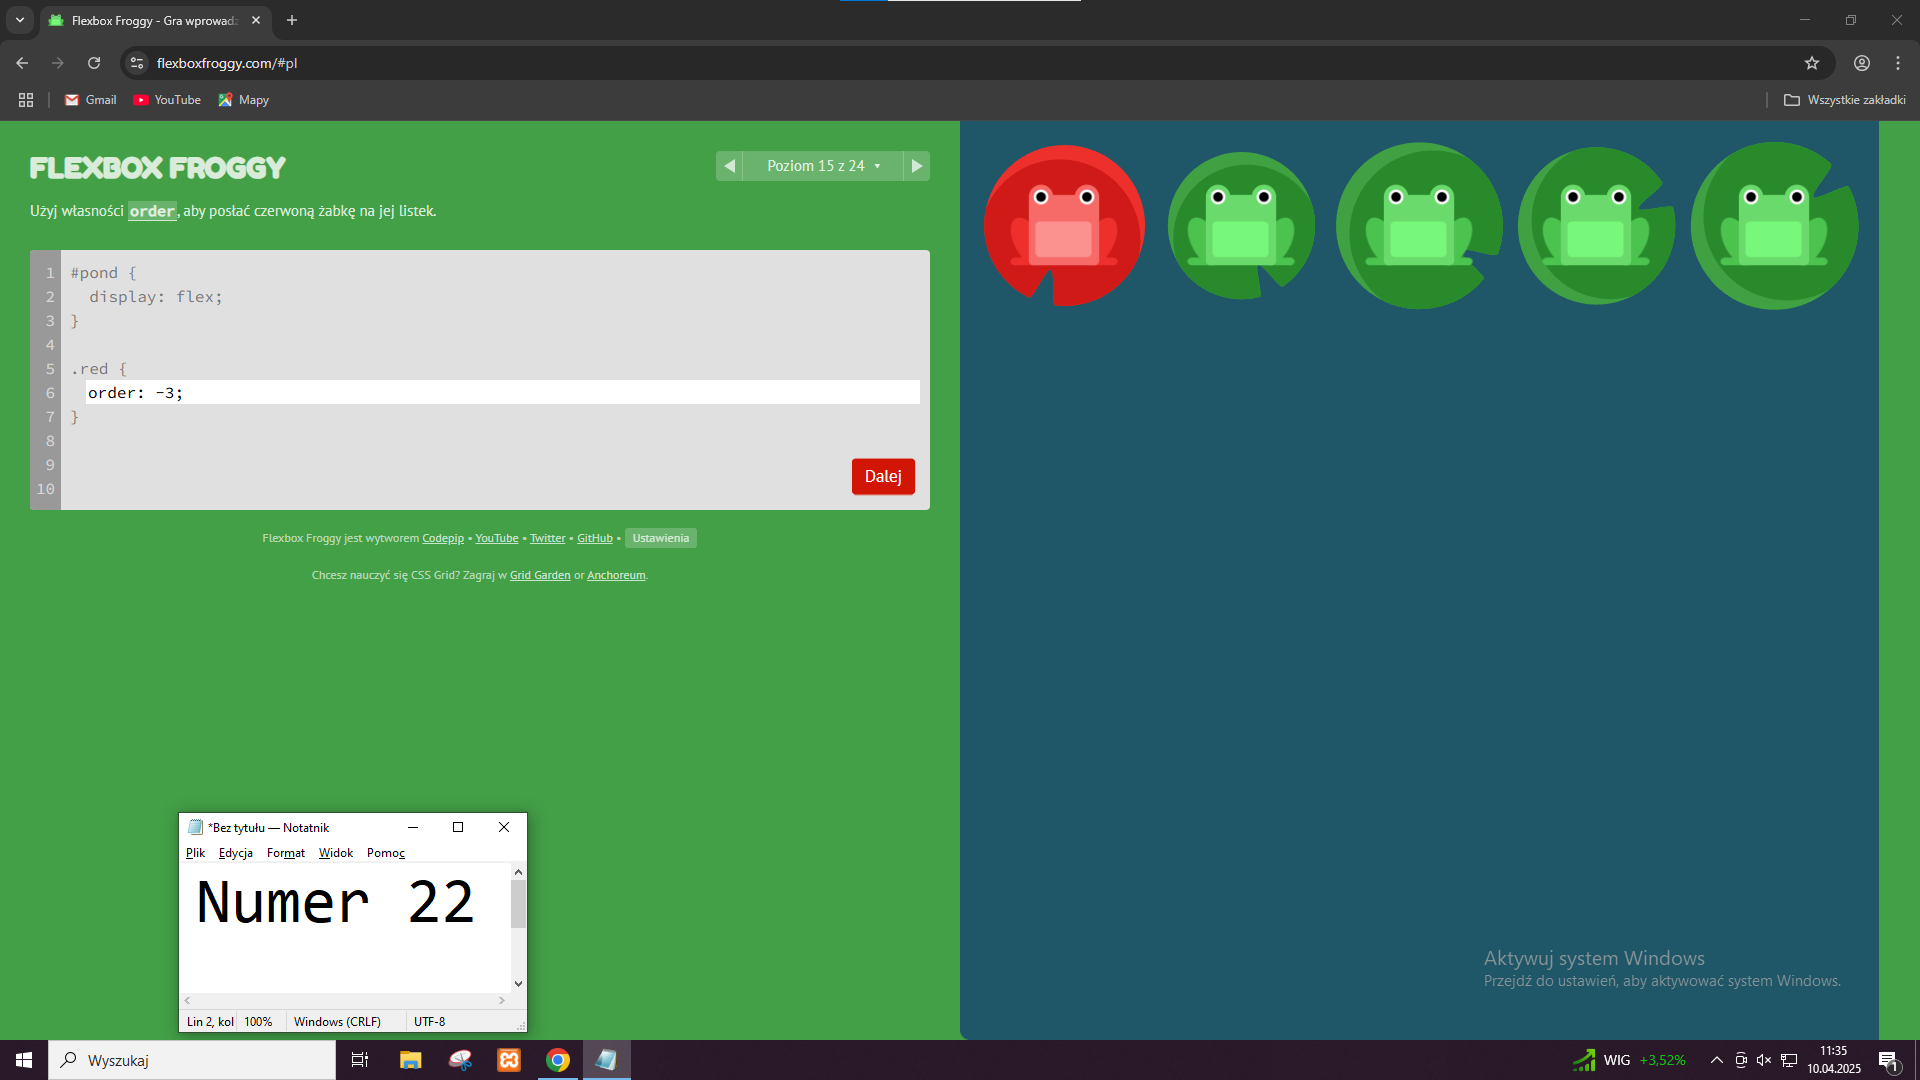 Flexbox Froggy - Gra wprowadz
flexboxfroggy.com/#pl
Gmail
YouTube
Mapy
Wszystkie zakładki
FLEXBOX FROGGY
Poziom 15 z 24
Użyj własności order, aby posłać czerwoną żabkę na jej listek.
1 #pond {
2 display: flex;
3 }
4
5 .red {
6 order: -3;
7 }
8
9
10
Dalej
Flexbox Froggy jest wytworem Codepip • YouTube • Twitter • GitHub • Ustawienia
Chcesz nauczyć się CSS Grid? Zagraj w Grid Garden or Anchoreum.
*Bez tytułu — Notatnik
Plik Edycja Format Widok Pomoc
Numer 22
Lin 2, kol 100% Windows (CRLF) UTF-8
Aktywuj system Windows
Przejdź do ustawień, aby aktywować system Windows.
Wyszukaj
WIG +3,52%
11:35
10.04.2025
1